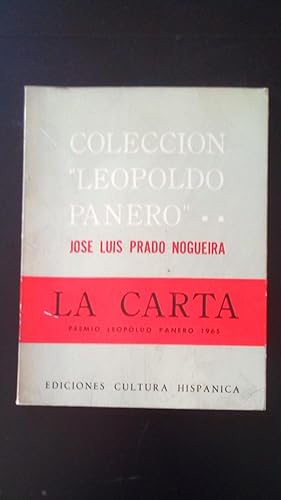 COLECCION
"LEOPOLDO
PANERO" ..
JOSE LUIS PRADO NOGUEIRA
LA CARTA
PREMIO LEOPOLDO PANERO 1965
EDICIONES CULTURA HISPANICA